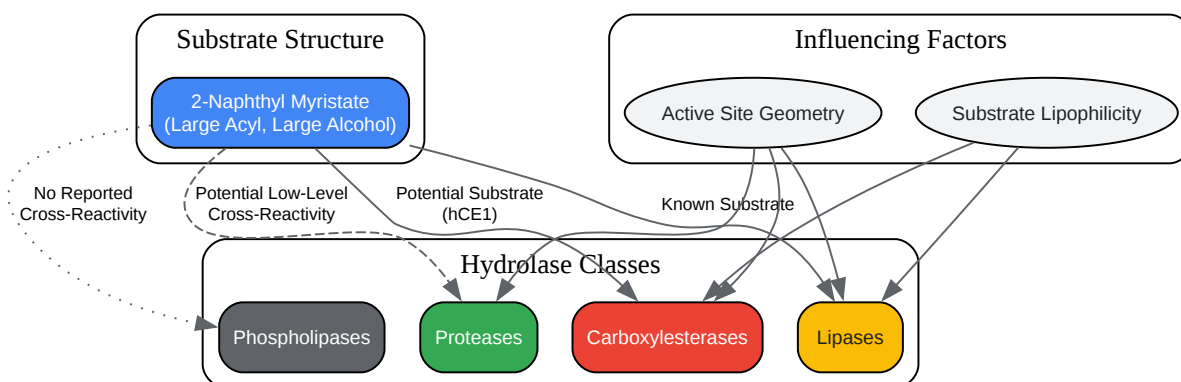 Substrate Structure
Influencing Factors
2-Naphthyl Myristate
(Large Acyl, Large Alcohol)
Active Site Geometry
Substrate Lipophilicity
No Reported
Cross-Reactivity
Potential Low-Level
Cross-Reactivity
Potential Substrate
(hCE1)
Known Substrate
Hydrolase Classes
Phospholipases
Proteases
Carboxylesterases
Lipases